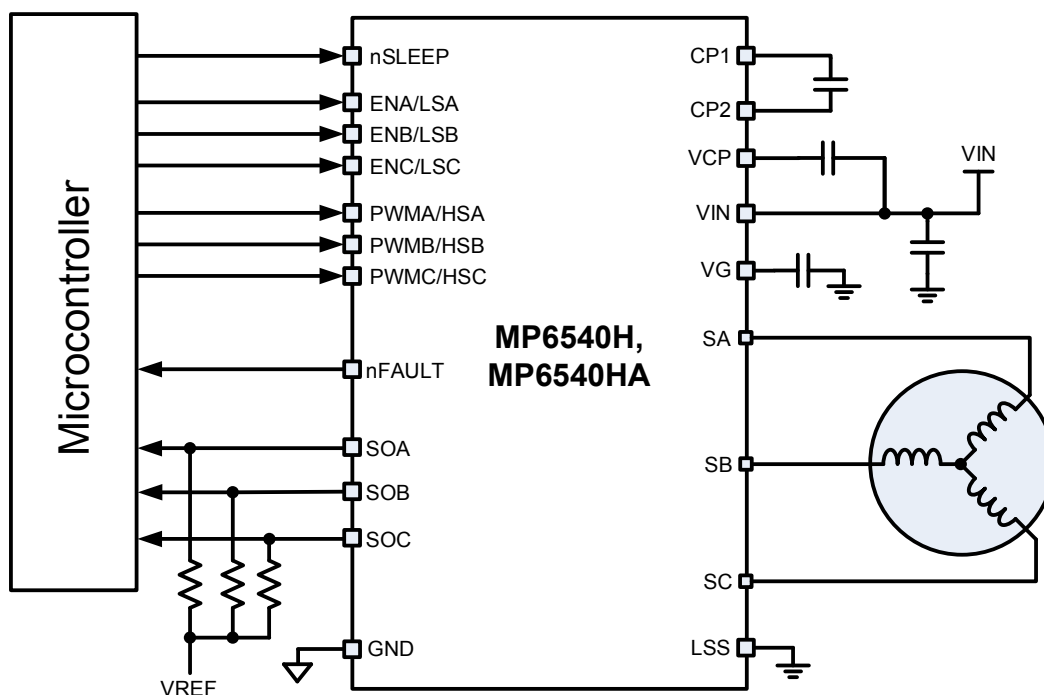 Microcontroller
nSLEEP
ENA/LSA
ENB/LSB
ENC/LSC
PWMA/HSA
PWMB/HSB
PWMC/HSC
nFAULT
SOA
SOB
SOC
GND
VREF
MP6540H,
MP6540HA
CP1
CP2
VCP
VIN
VG
SA
SB
SC
LSS
VIN